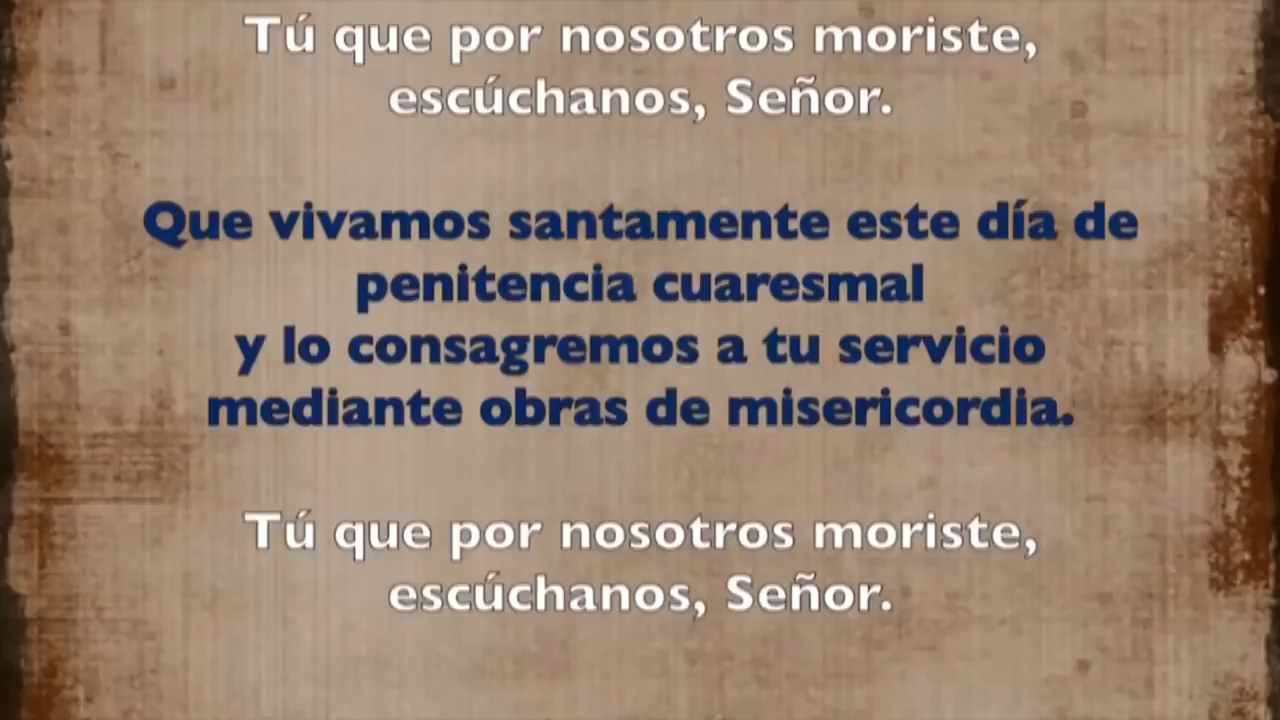 Tú que por nosotros moriste,
escúchanos, Señor.
Que vivamos santamente este día de
penitencia cuaresmal
y lo consagremos a tu servicio
mediante obras de misericordia.
Tú que por nosotros moriste,
escúchanos, Señor.